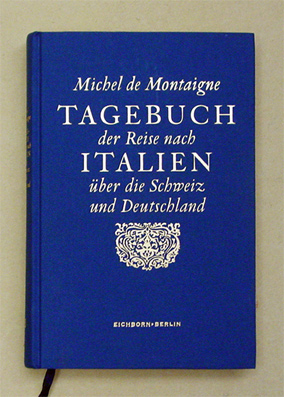 Michel de Montaigne
TAGEBUCH
der Reise nach
ITALIEN
über die Schweiz
und Deutschland
EICHBORN BERLIN